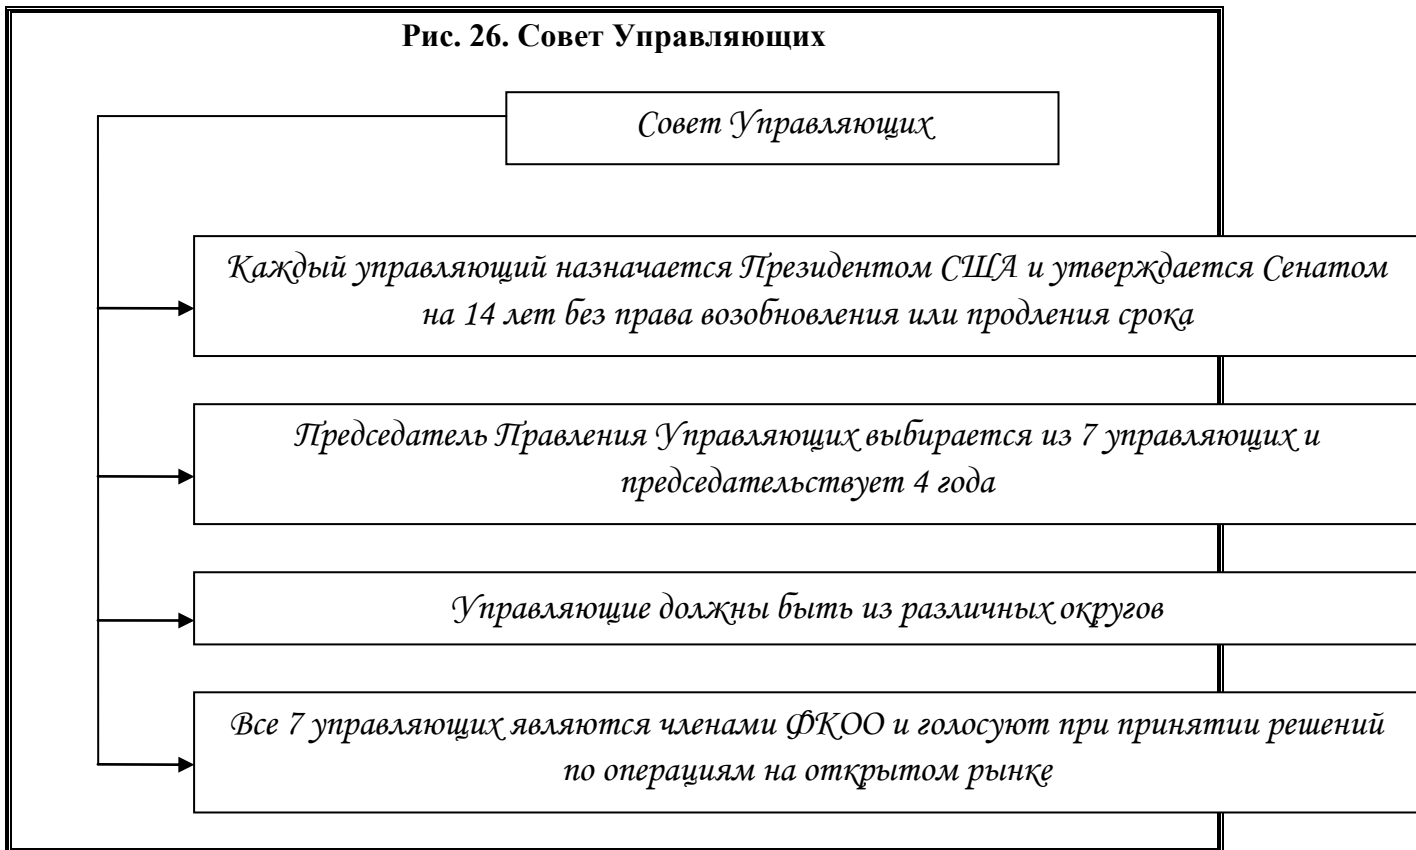 Рис. 26. Совет Управляющих
Совет Управляющих
Каждый управляющий назначается Президентом США и утверждается Сенатом
на 14 лет без права возобновления или продления срока
Председатель Правления Управляющих выбирается из 7 управляющих и
председательствует 4 года
Управляющие должны быть из различных округов
Все 7 управляющих являются членами ФКОО и голосуют при принятии решений
по операциям на открытом рынке